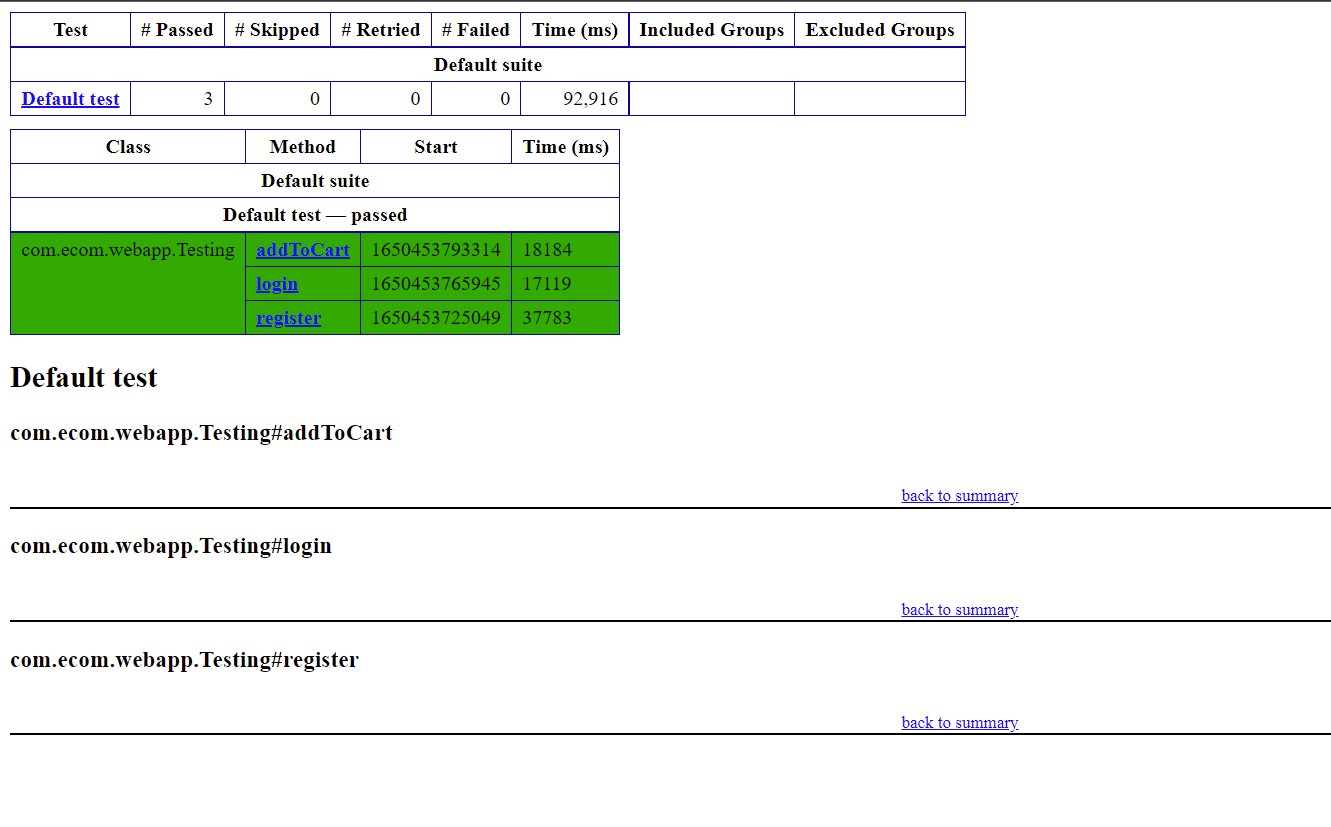 Test # Passed # Skipped # Retried # Failed Time (ms) Included Groups Excluded Groups
Default suite
Default test 3 0 0 0 92,916
Class Method Start Time (ms)
Default suite
Default test — passed
com.ecom.webapp.Testing addToCart 1650453793314 18184
login 1650453765945 17119
register 1650453725049 37783
Default test
com.ecom.webapp.Testing#addToCart
back to summary
com.ecom.webapp.Testing#login
back to summary
com.ecom.webapp.Testing#register
back to summary